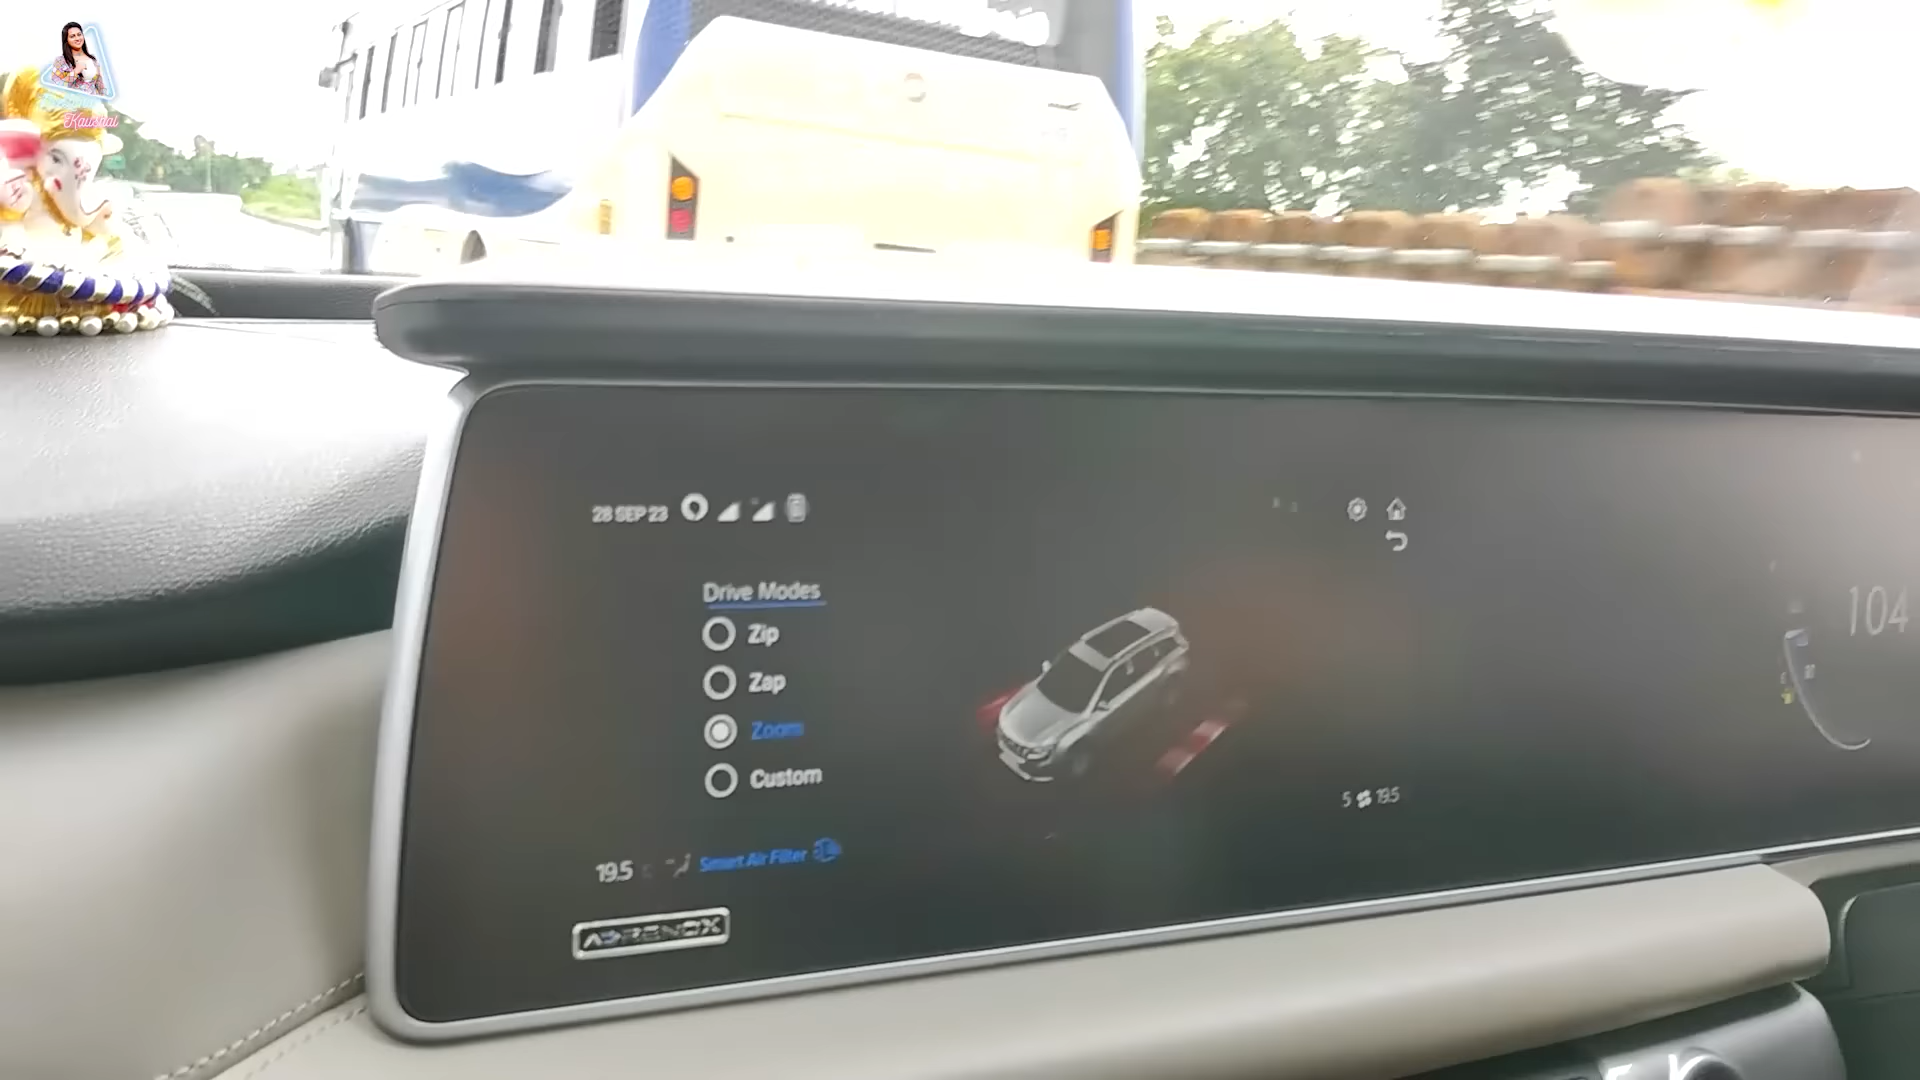 Kaushal
28 SEP 23
Drive Modes
Zip
Zap
Zoom
Custom
19.5
Smart Air Filter
ADRENOX
5 19.5
104